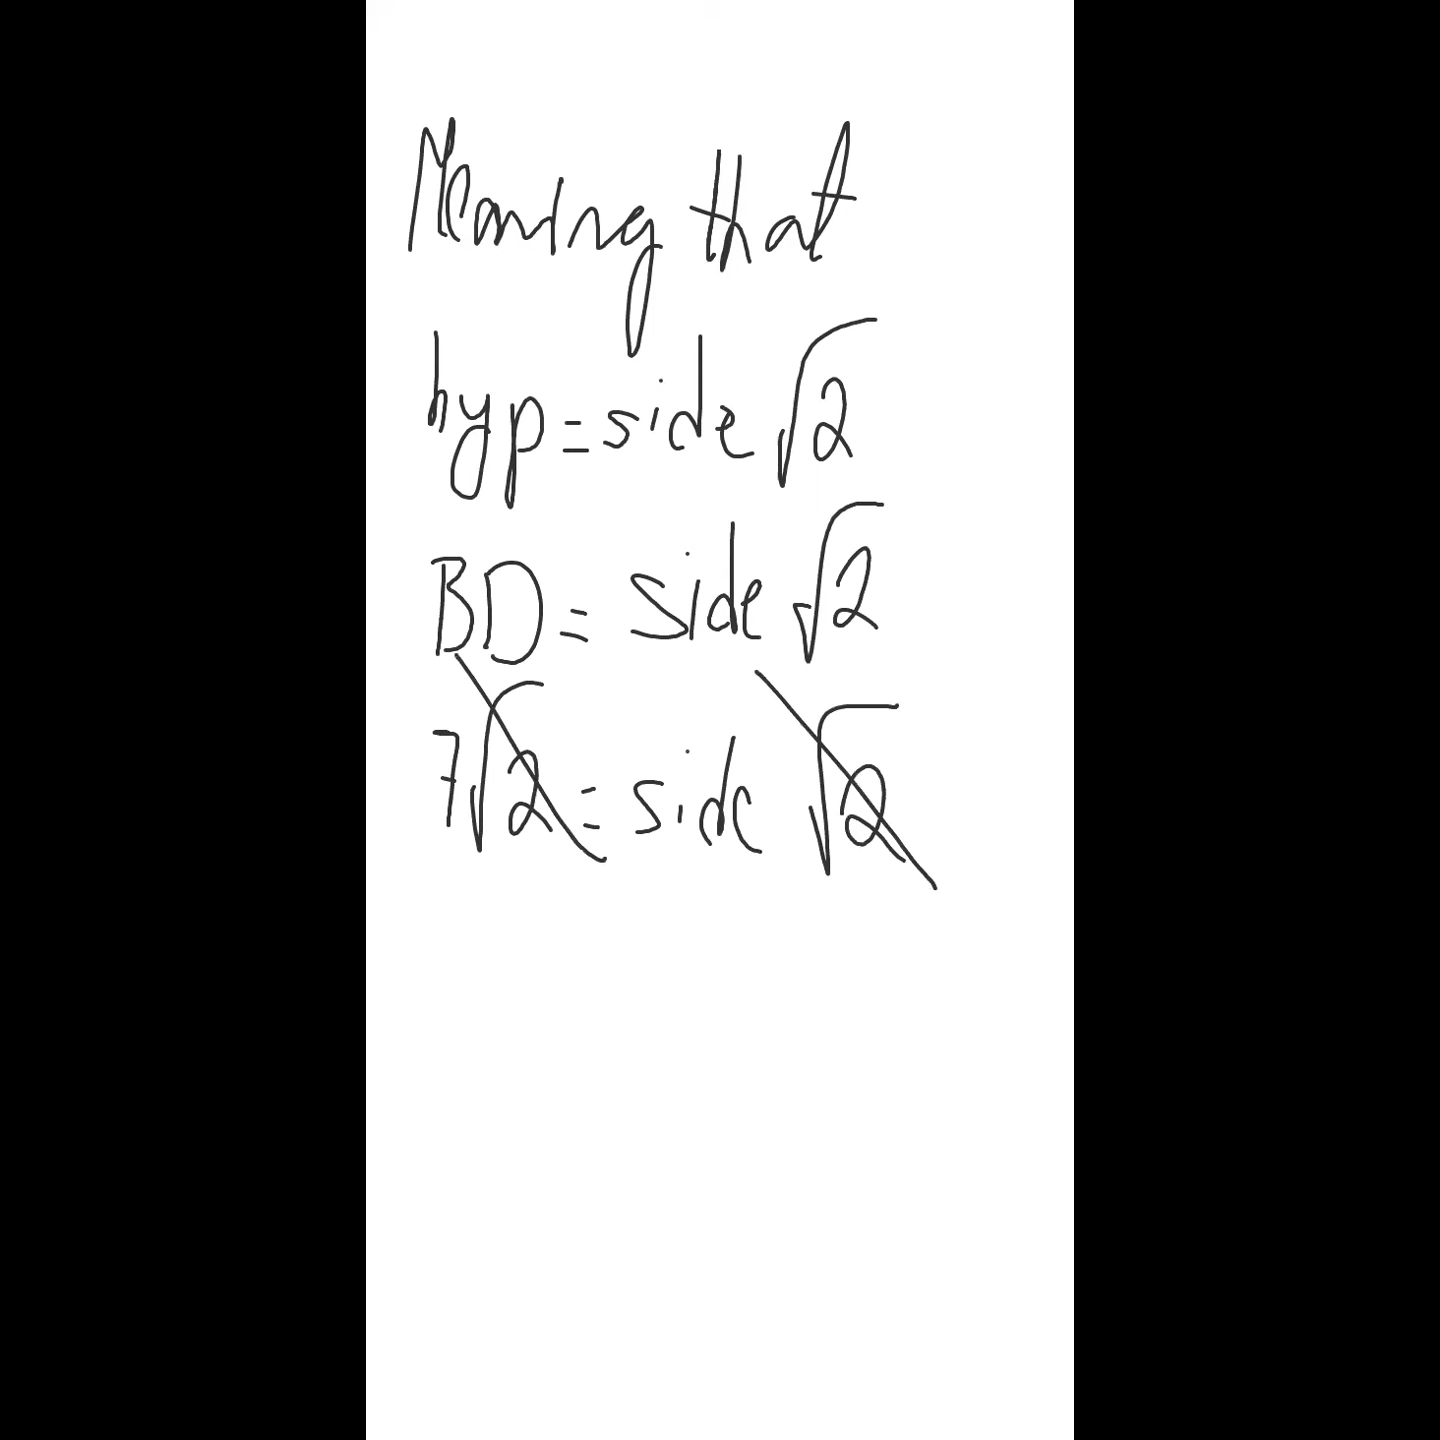 Meaning that
hyp=side √2
BD= side √2
7√2= side √2